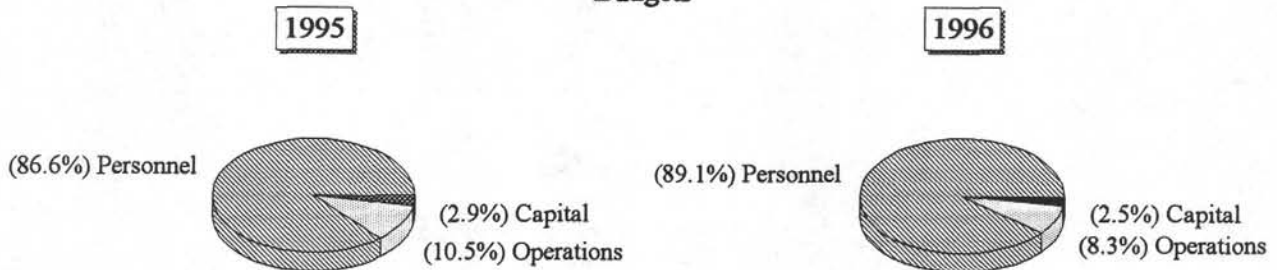 1995
1996
(86.6%) Personnel
(2.9%) Capital
(10.5%) Operations
(89.1%) Personnel
(2.5%) Capital
(8.3%) Operations